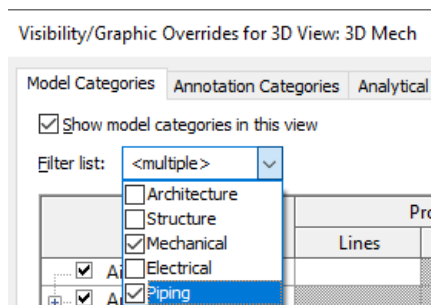 Visibility/Graphic Overrides for 3D View: 3D Mech
Model Categories Annotation Categories Analytical
Show model categories in this view
Filter list: <multiple>
Architecture
Structure
Mechanical
Electrical
Piping
Lines